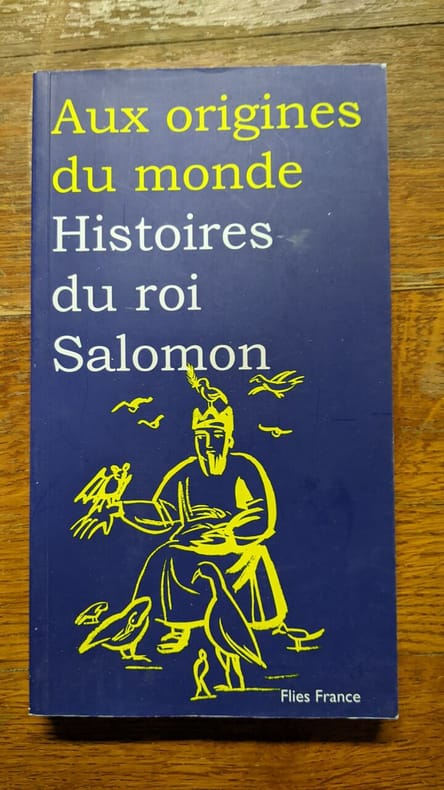 Aux origines
du monde
Histoires
du roi
Salomon
Flies France